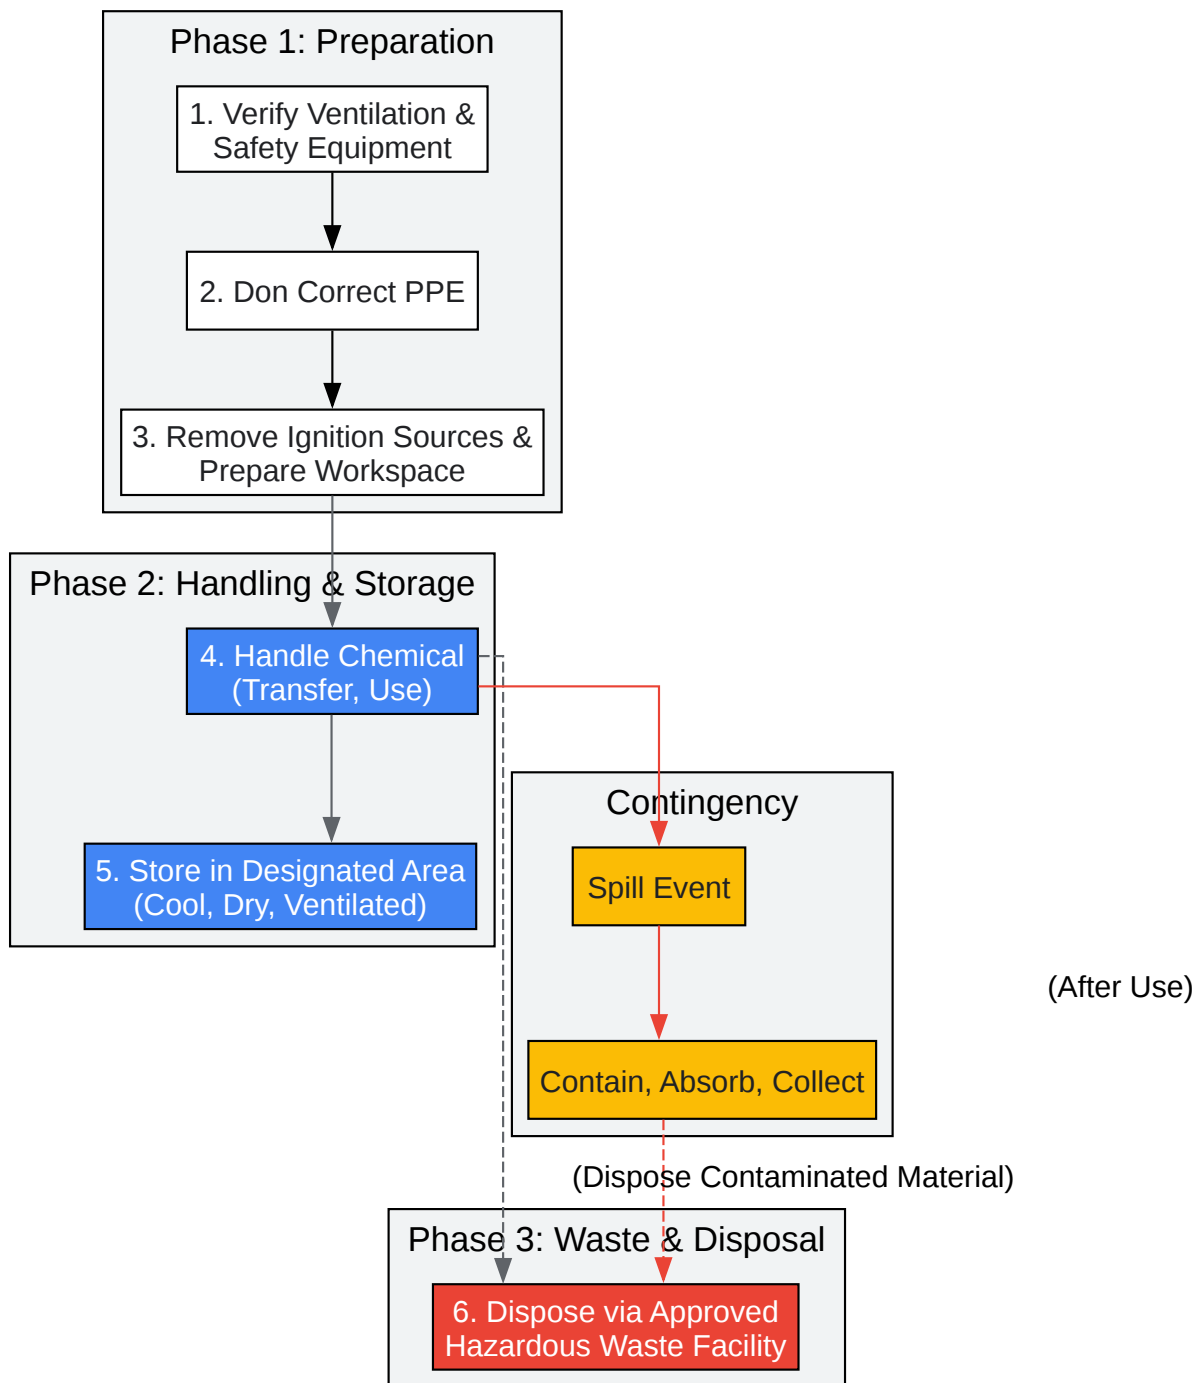 Phase 1: Preparation
1. Verify Ventilation &
Safety Equipment
2. Don Correct PPE
3. Remove Ignition Sources &
Prepare Workspace
Phase 2: Handling & Storage
4. Handle Chemical
(Transfer, Use)
5. Store in Designated Area
(Cool, Dry, Ventilated)
Contingency
Spill Event
(After Use)
Contain, Absorb, Collect
(Dispose Contaminated Material)
Phase 3: Waste & Disposal
6. Dispose via Approved
Hazardous Waste Facility